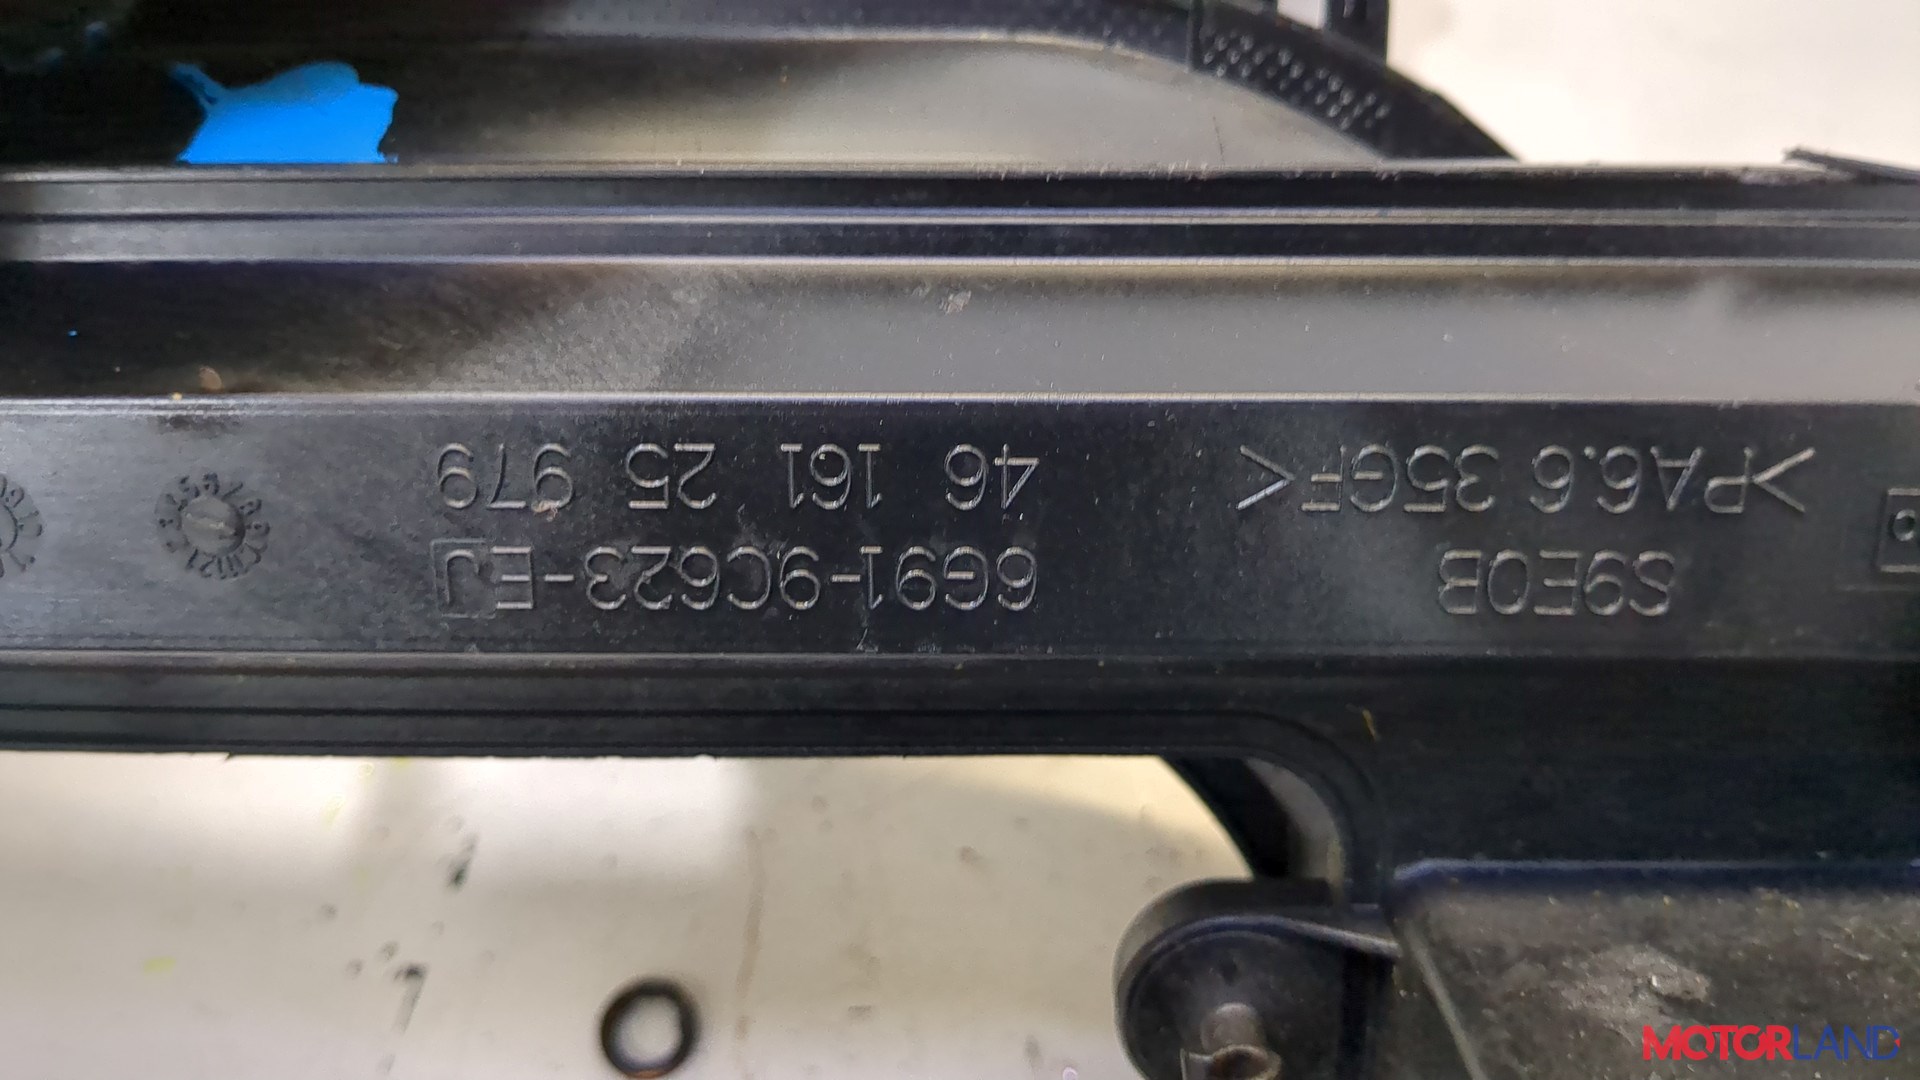 S9E0B
6G91-9C623-EJ
>PA6.6 35GF<
46 161 25 979
MOTORLAND